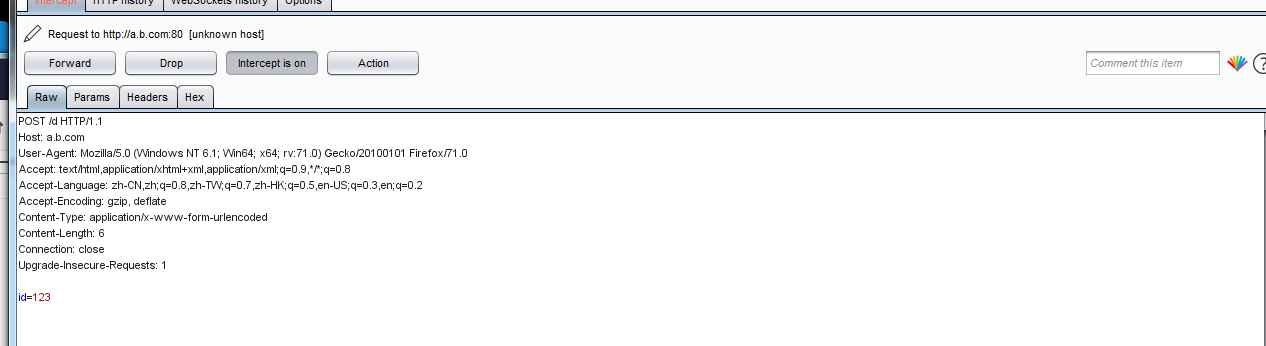 Intercept HTTP history WebSockets history Options
Request to http://a.b.com:80 [unknown host]
Forward Drop Intercept is on Action Comment this item
Raw Params Headers Hex
POST /d HTTP/1.1
Host: a.b.com
User-Agent: Mozilla/5.0 (Windows NT 6.1; Win64; x64; rv:71.0) Gecko/20100101 Firefox/71.0
Accept: text/html,application/xhtml+xml,application/xml;q=0.9,*/*;q=0.8
Accept-Language: zh-CN,zh;q=0.8,zh-TW;q=0.7,zh-HK;q=0.5,en-US;q=0.3,en;q=0.2
Accept-Encoding: gzip, deflate
Content-Type: application/x-www-form-urlencoded
Content-Length: 6
Connection: close
Upgrade-Insecure-Requests: 1
id=123